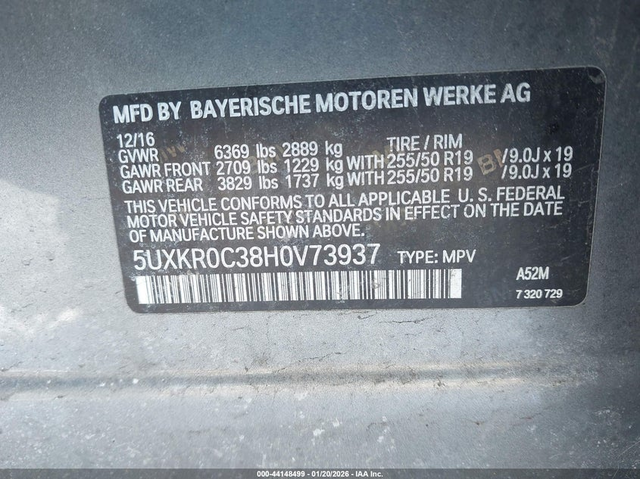 MFD BY BAYERISCHE MOTOREN WERKE AG
12/16 TIRE / RIM
GVWR 6369 lbs 2889 kg
GAWR FRONT 2709 lbs 1229 kg WITH 255/50 R19 /9.0J x 19
GAWR REAR 3829 lbs 1737 kg WITH 255/50 R19 /9.0J x 19
THIS VEHICLE CONFORMS TO ALL APPLICABLE U. S. FEDERAL
MOTOR VEHICLE SAFETY STANDARDS IN EFFECT ON THE DATE
OF MANUFACTURE SHOWN ABOVE.
5UXKR0C38H0V73937 TYPE: MPV
A52M
7 320 729
000-44148499 | 01/20/2026 - IAA Inc.